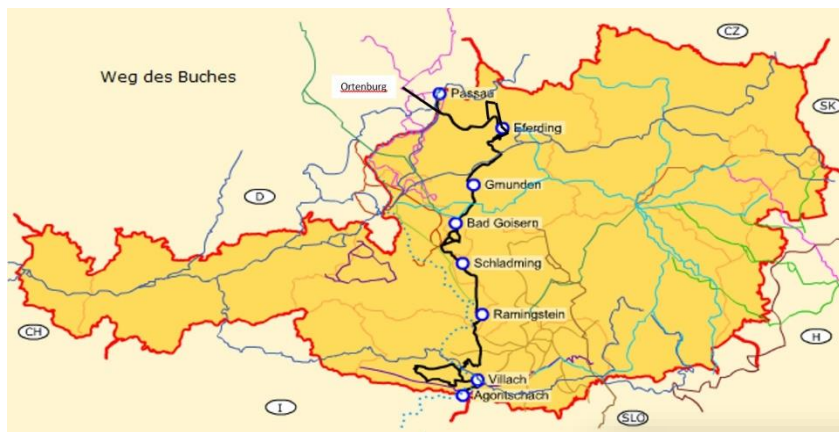 CZ
Weg des Buches
Ortenburg
Passau
SK
Eferding
Gmunden
D
Bad Goisern
Schladming
Ramingstein
CH
H
Villach
Agoritschach
I
SLO